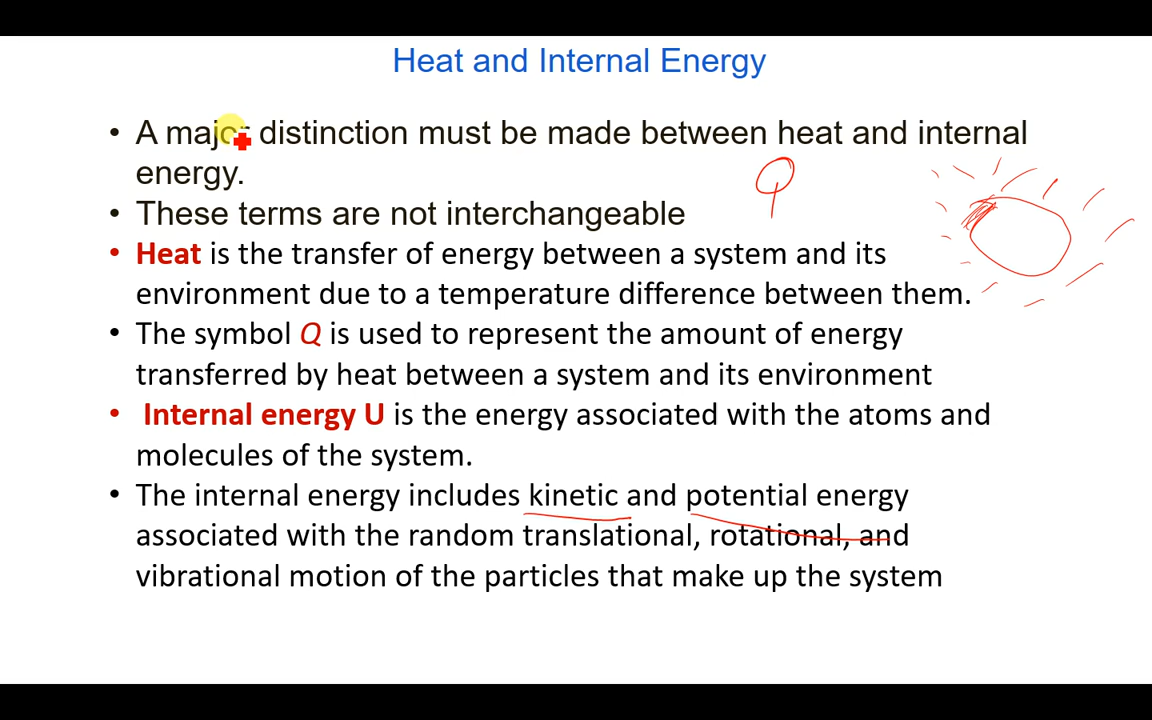 Heat and Internal Energy
• A major distinction must be made between heat and internal
energy.
• These terms are not interchangeable
• Heat is the transfer of energy between a system and its
environment due to a temperature difference between them.
• The symbol Q is used to represent the amount of energy
transferred by heat between a system and its environment
• Internal energy U is the energy associated with the atoms and
molecules of the system.
• The internal energy includes kinetic and potential energy
associated with the random translational, rotational, and
vibrational motion of the particles that make up the system
Q